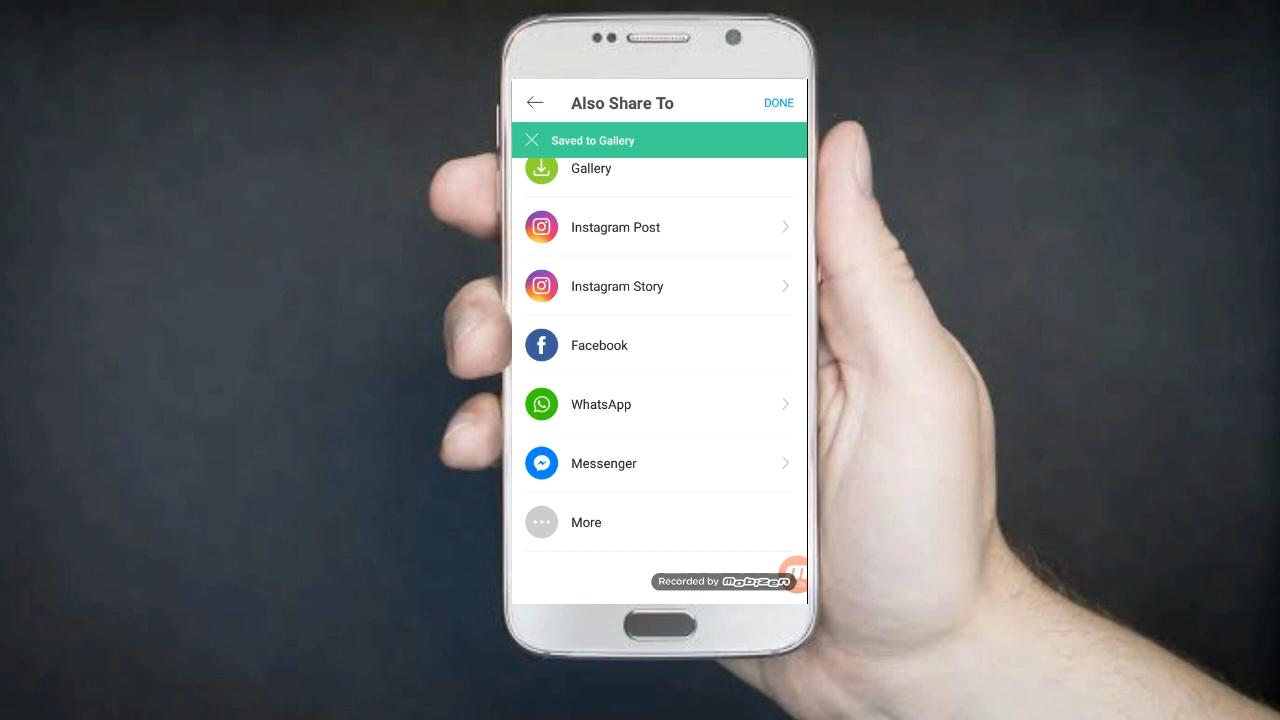 Also Share To
DONE
Saved to Gallery
Gallery
Instagram Post
Instagram Story
Facebook
WhatsApp
Messenger
More
Recorded by mobizen